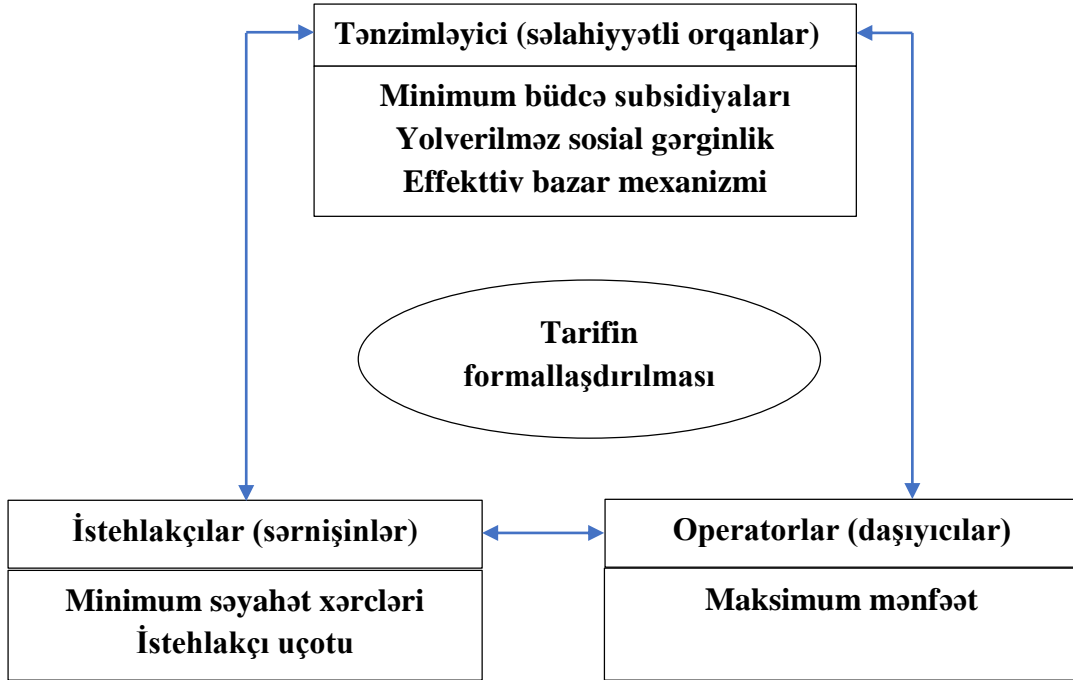 Tənzimləyici (səlahiyyətli orqanlar)
Minimum büdcə subsidiyaları
Yolverilməz sosial gərginlik
Effekttiv bazar mexanizmi
Tarifin
formallaşdırılması
İstehlakçılar (sərnişinlər)
Minimum səyahət xərcləri
İstehlakçı uçotu
Operatorlar (daşıyıcılar)
Maksimum mənfəət